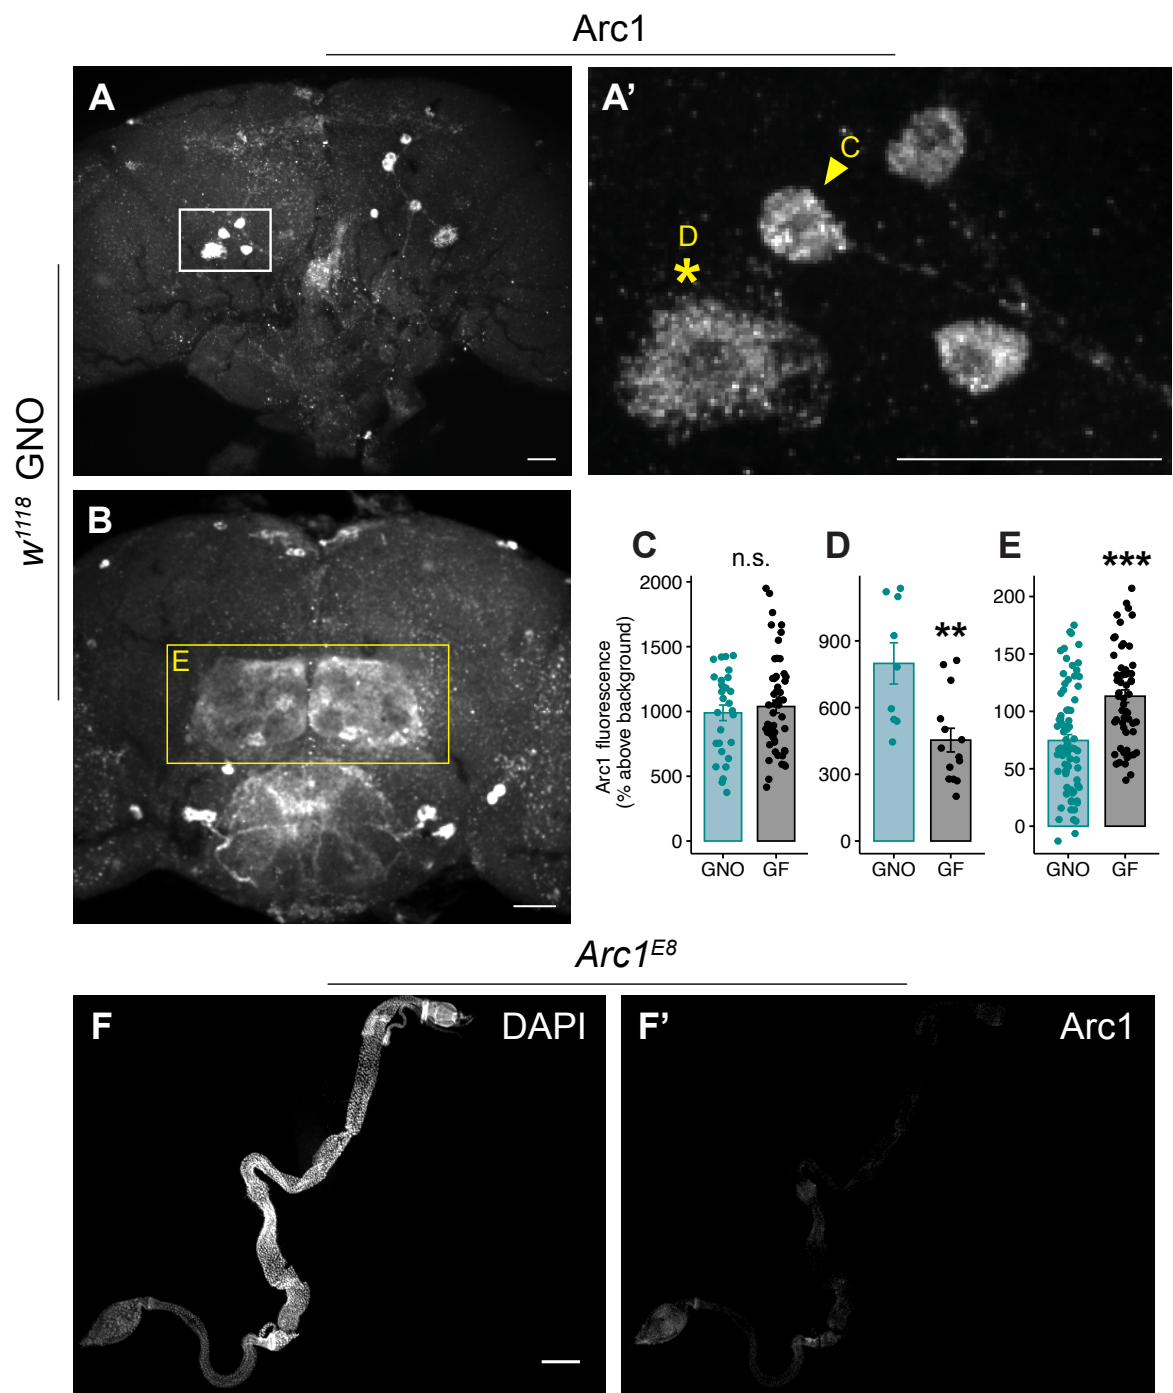 Arc1
A
A’
C
D
*
w1118 GNO
B
E
C
D
E
n.s.
**
***
Arc1 fluorescence
(% above background)
2000
1500
1000
500
0
GNO GF
900
600
300
0
GNO GF
200
150
100
50
0
GNO GF
Arc1E8
F
DAPI
F’
Arc1